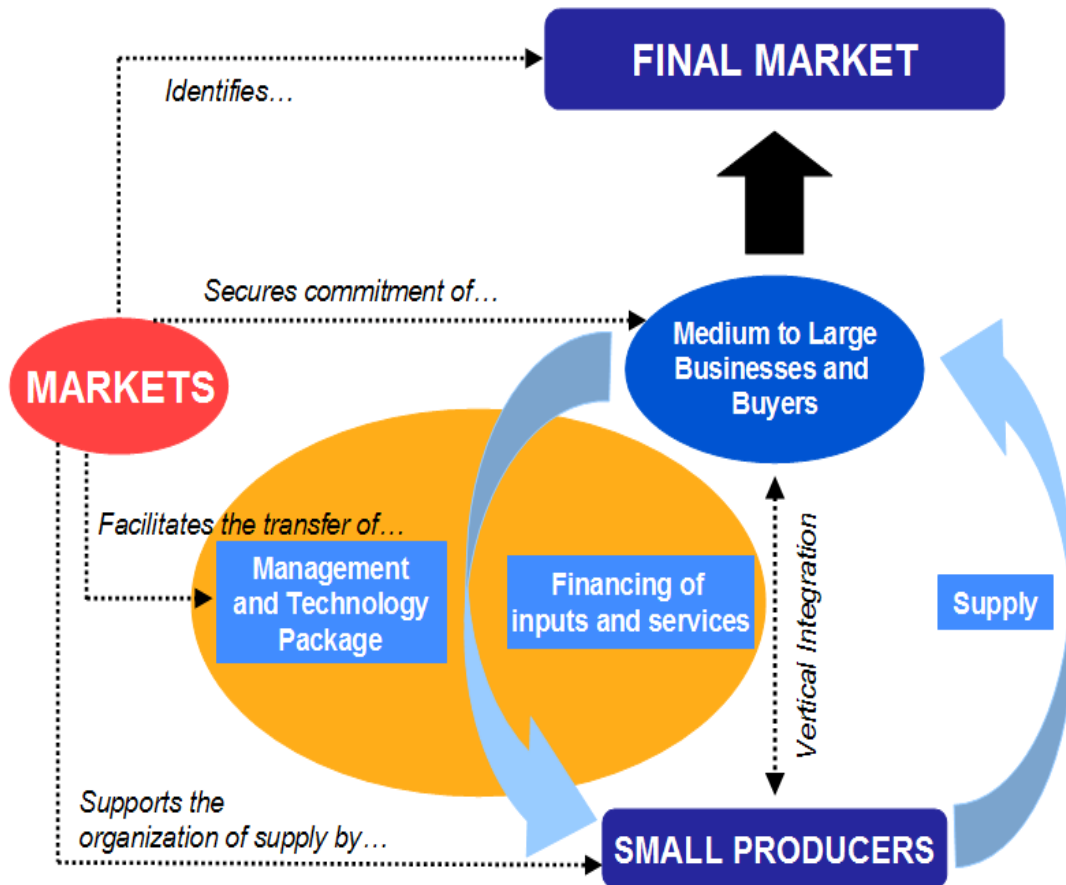 FINAL MARKET
Identifies…
Secures commitment of…
Medium to Large
Businesses and
Buyers
MARKETS
Facilitates the transfer of…
Management
and Technology
Package
Financing of
inputs and services
Vertical Integration
Supply
Supports the
organization of supply by…
SMALL PRODUCERS